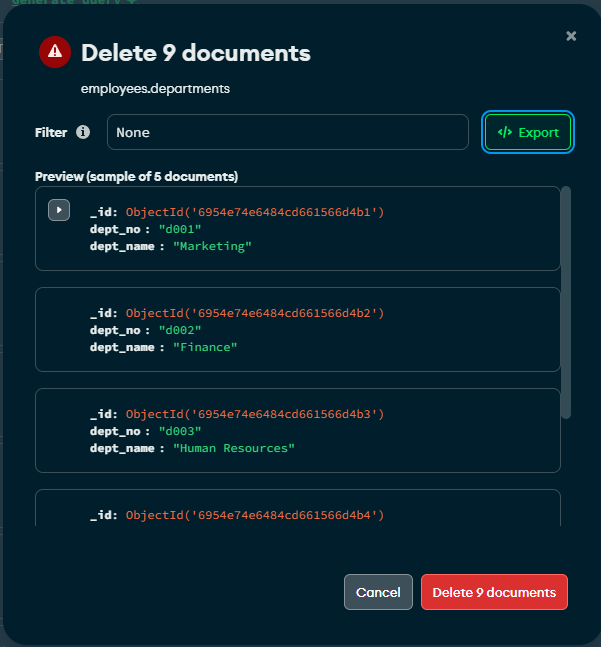 generate query
Delete 9 documents
employees.departments
Filter
None
</> Export
Preview (sample of 5 documents)
_id: ObjectId('6954e74e6484cd661566d4b1')
dept_no : "d001"
dept_name : "Marketing"
_id: ObjectId('6954e74e6484cd661566d4b2')
dept_no : "d002"
dept_name : "Finance"
_id: ObjectId('6954e74e6484cd661566d4b3')
dept_no : "d003"
dept_name : "Human Resources"
_id: ObjectId('6954e74e6484cd661566d4b4')
Cancel
Delete 9 documents